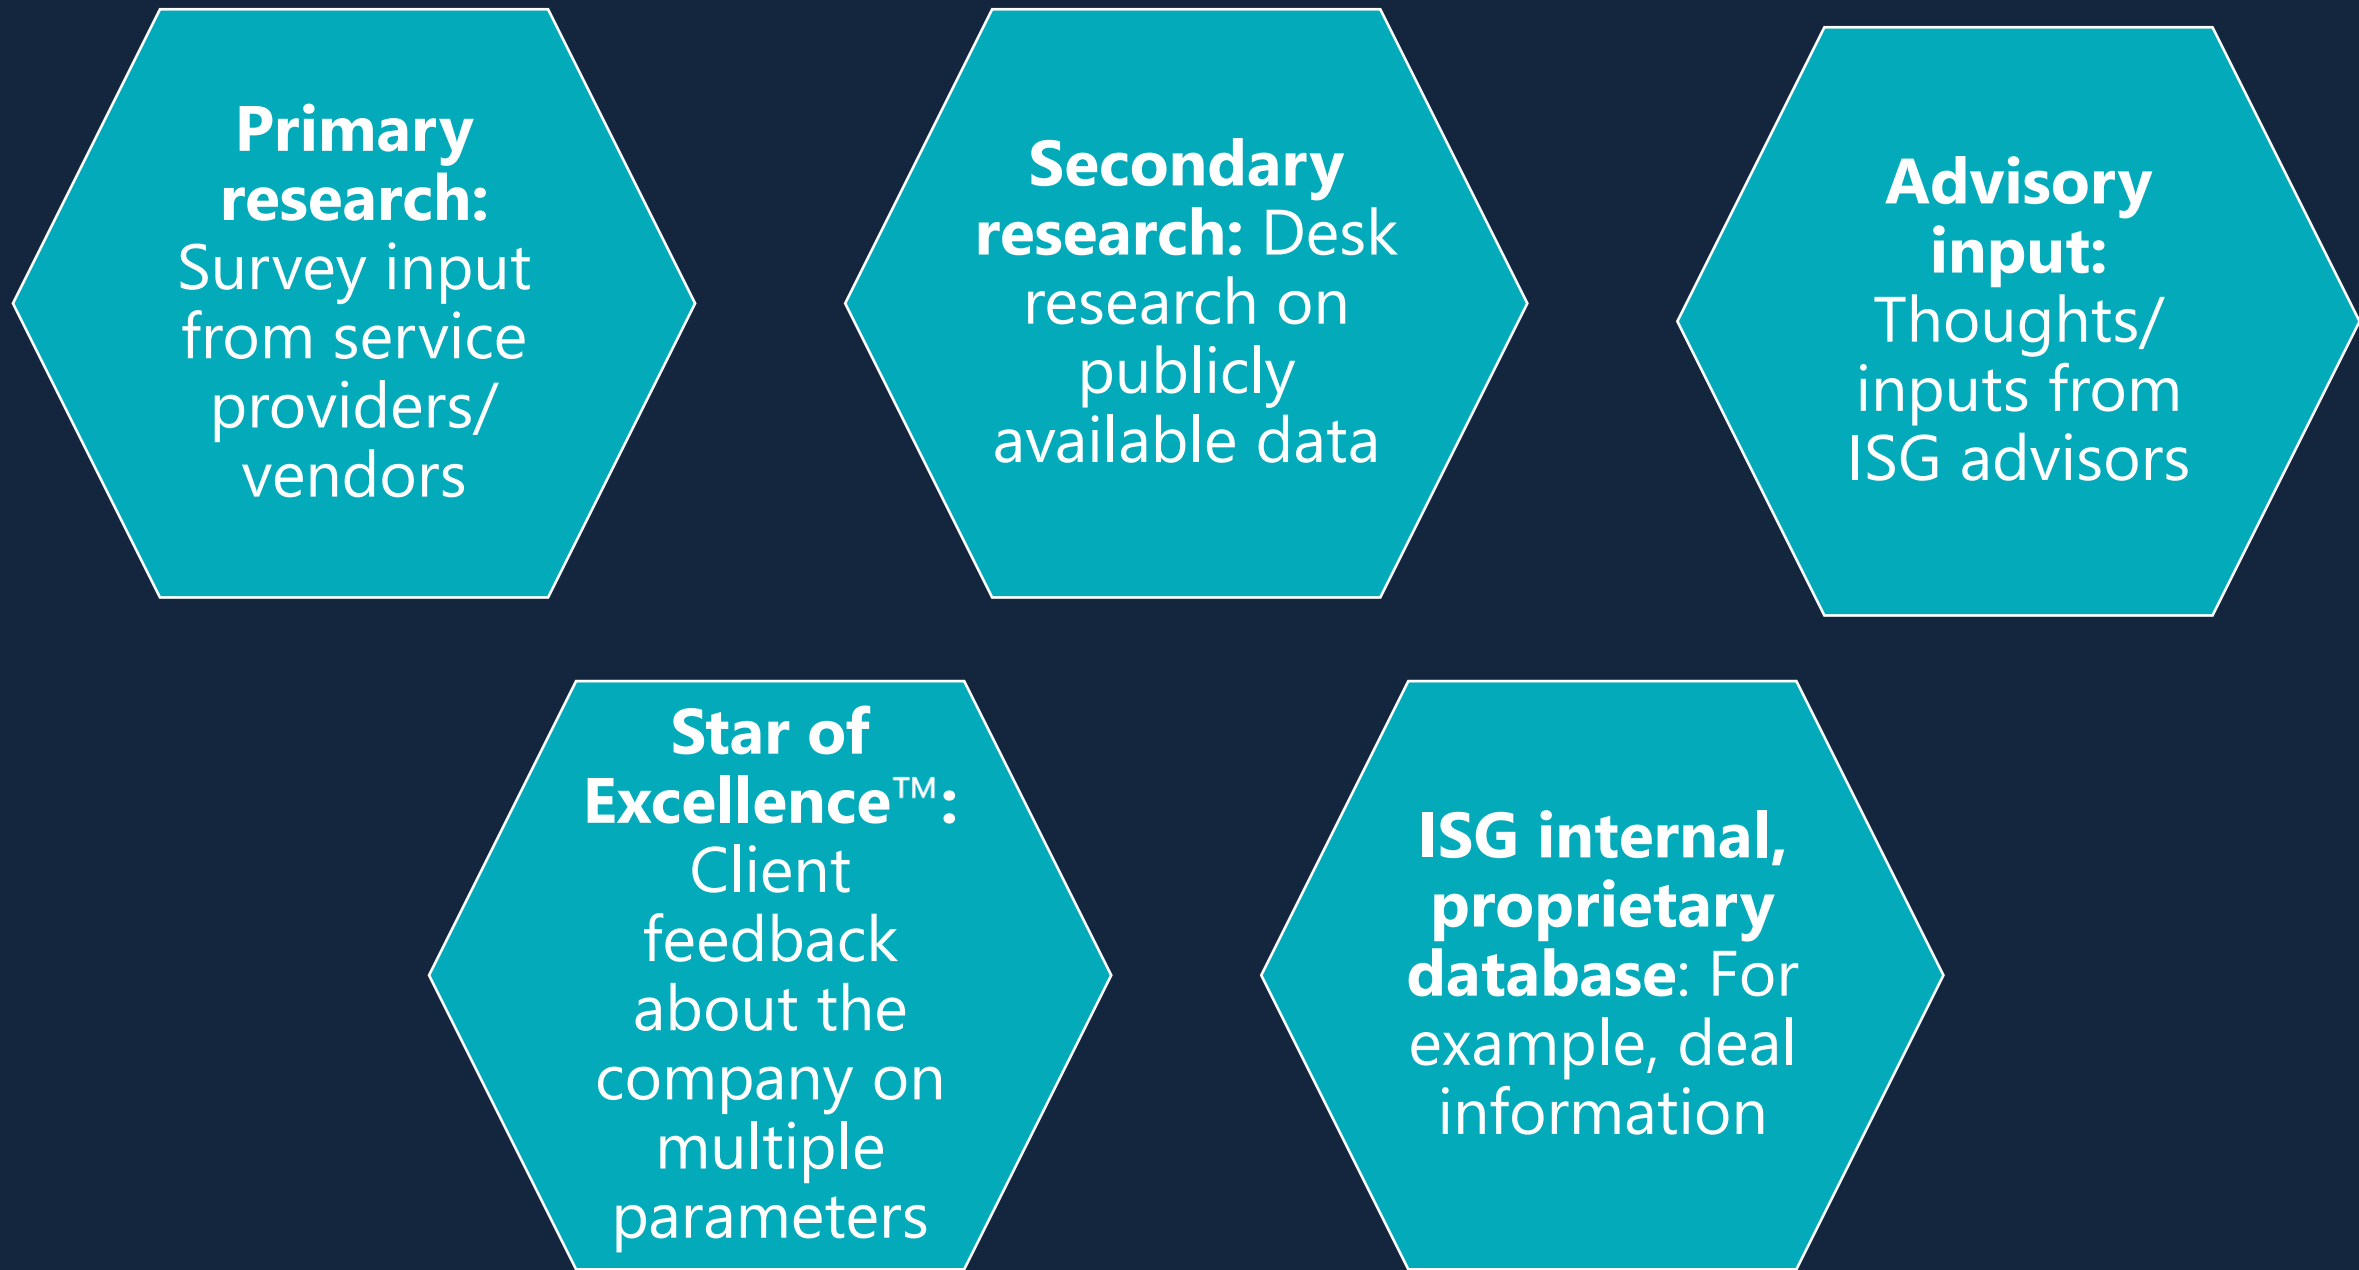 Primary
research:
Survey input
from service
providers/
vendors
Secondary
research: Desk
research on
publicly
available data
Advisory
input:
Thoughts/
inputs from
ISG advisors
Star of
Excellence™:
Client
feedback
about the
company on
multiple
parameters
ISG internal,
proprietary
database: For
example, deal
information